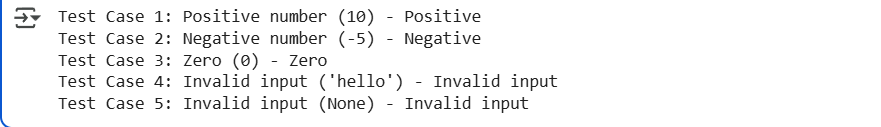 Test Case 1: Positive number (10) - Positive
Test Case 2: Negative number (-5) - Negative
Test Case 3: Zero (0) - Zero
Test Case 4: Invalid input ('hello') - Invalid input
Test Case 5: Invalid input (None) - Invalid input